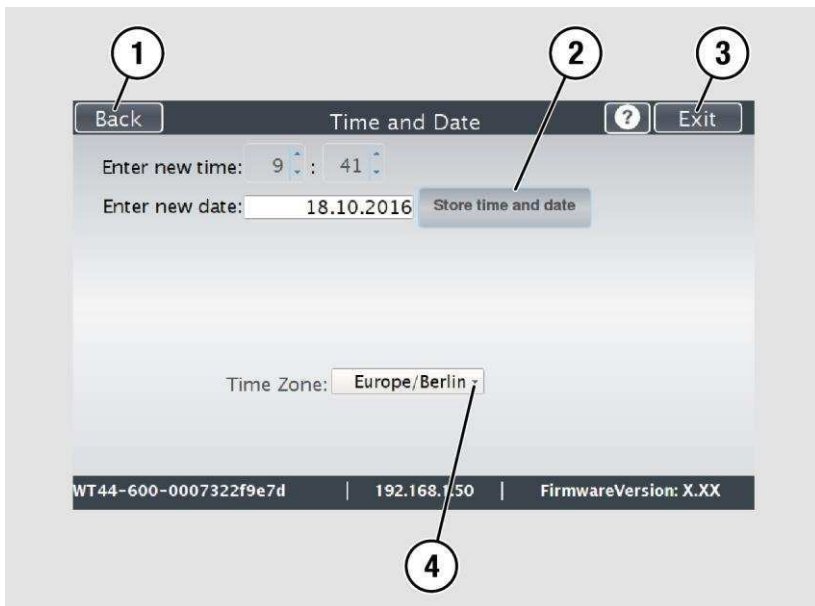 1 2 3
Back Time and Date ? Exit
Enter new time: 9 : 41
Enter new date: 18.10.2016 Store time and date
Time Zone: Europe/Berlin
WT44-600-0007322f9e7d | 192.168.1.50 | FirmwareVersion: X.XX
4